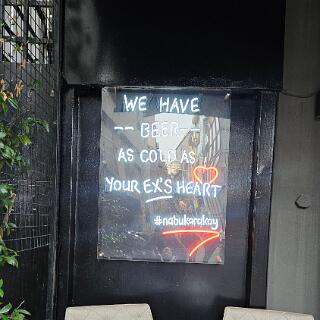 WE HAVE
-- BEER --
AS COLD AS
YOUR EX'S HEART
#nabukarakoy